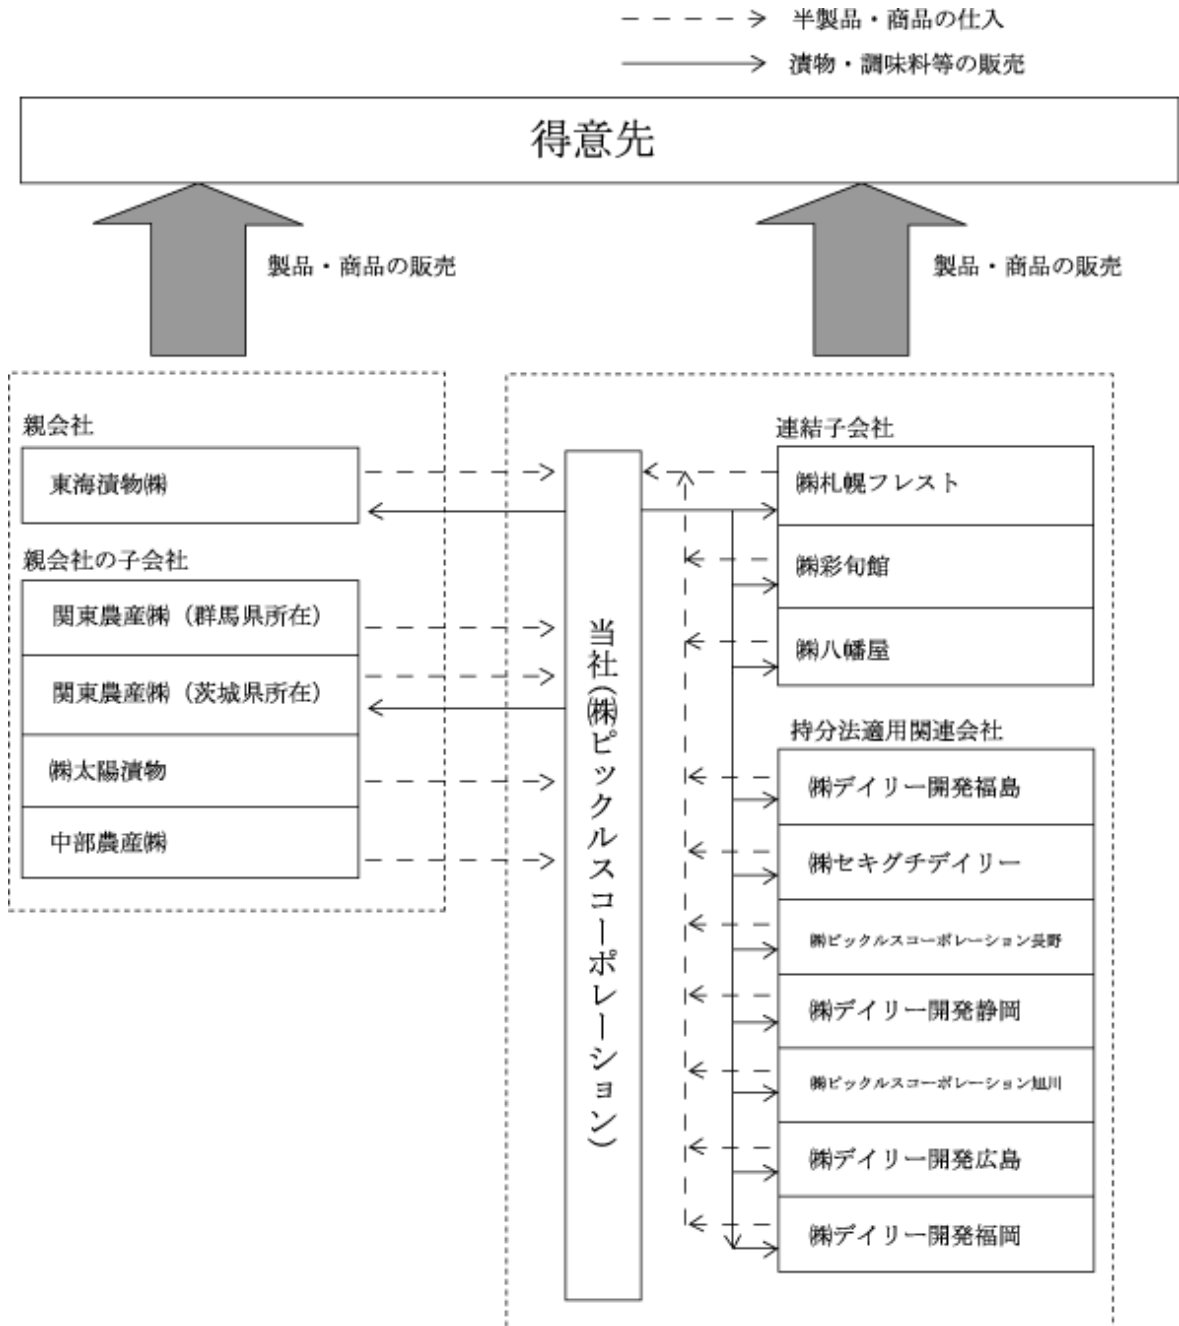 半製品・商品の仕入
漬物・調味料等の販売
得意先
製品・商品の販売
製品・商品の販売
親会社
東海漬物㈱
親会社の子会社
関東農産㈱（群馬県所在）
関東農産㈱（茨城県所在）
㈱太陽漬物
中部農産㈱
当社(㈱ピックルスコーポレーション)
連結子会社
㈱札幌フレスト
㈱彩旬館
㈱八幡屋
持分法適用関連会社
㈱デイリー開発福島
㈱セキグチデイリー
㈱ピックルスコーポレーション長野
㈱デイリー開発静岡
㈱ピックルスコーポレーション旭川
㈱デイリー開発広島
㈱デイリー開発福岡